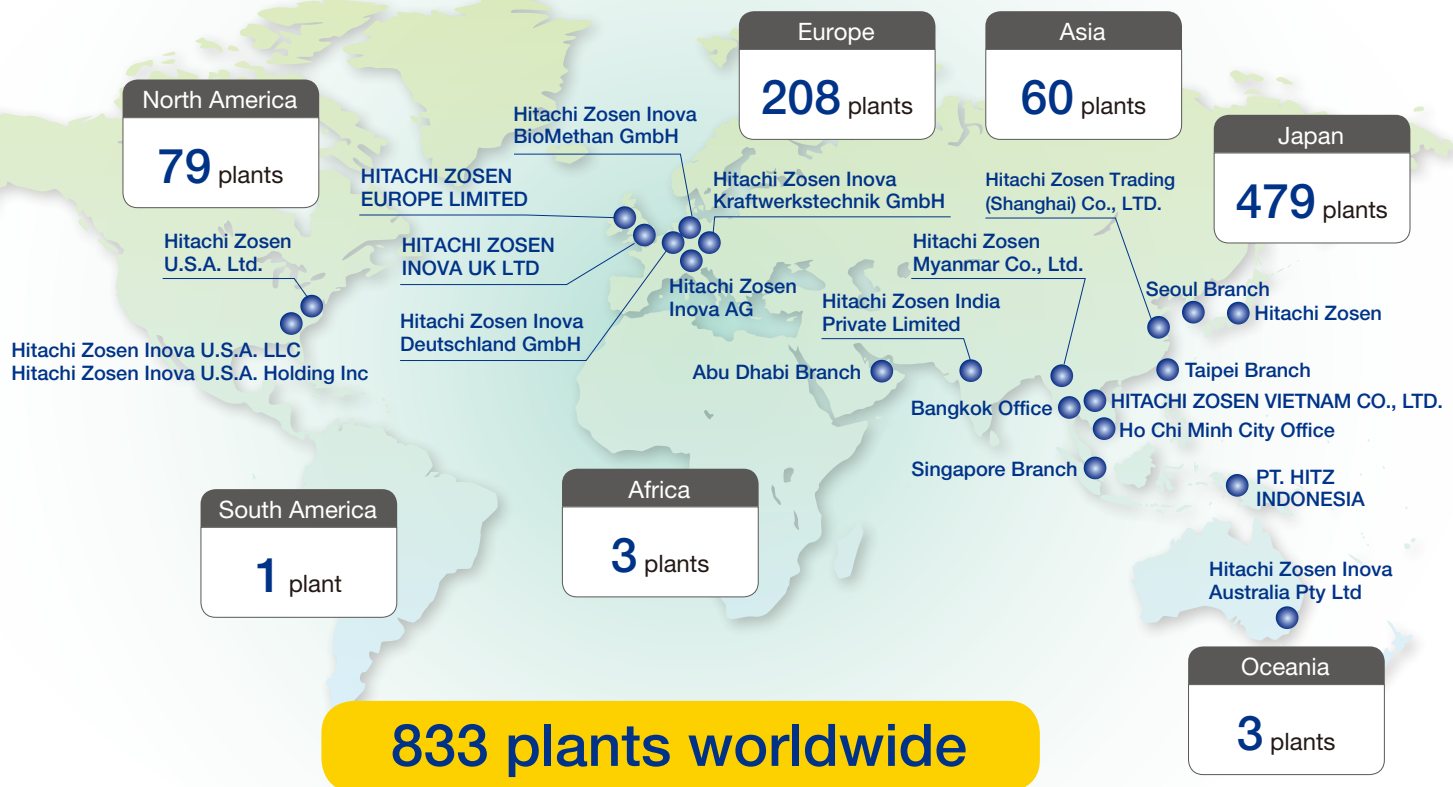 Europe
208 plants
Asia
60 plants
North America
79 plants
Japan
479 plants
Hitachi Zosen Inova
BioMethan GmbH
HITACHI ZOSEN
EUROPE LIMITED
Hitachi Zosen Inova
Kraftwerkstechnik GmbH
Hitachi Zosen Trading
(Shanghai) Co., LTD.
Hitachi Zosen
U.S.A. Ltd.
HITACHI ZOSEN
INOVA UK LTD
Hitachi Zosen
Myanmar Co., Ltd.
Hitachi Zosen
Inova AG
Hitachi Zosen India
Private Limited
Seoul Branch
Hitachi Zosen
Hitachi Zosen Inova
Deutschland GmbH
Hitachi Zosen Inova U.S.A. LLC
Hitachi Zosen Inova U.S.A. Holding Inc
Abu Dhabi Branch
Taipei Branch
Bangkok Office
HITACHI ZOSEN VIETNAM CO., LTD.
Ho Chi Minh City Office
Singapore Branch
PT. HITZ
INDONESIA
South America
1 plant
Africa
3 plants
Hitachi Zosen Inova
Australia Pty Ltd
Oceania
3 plants
833 plants worldwide